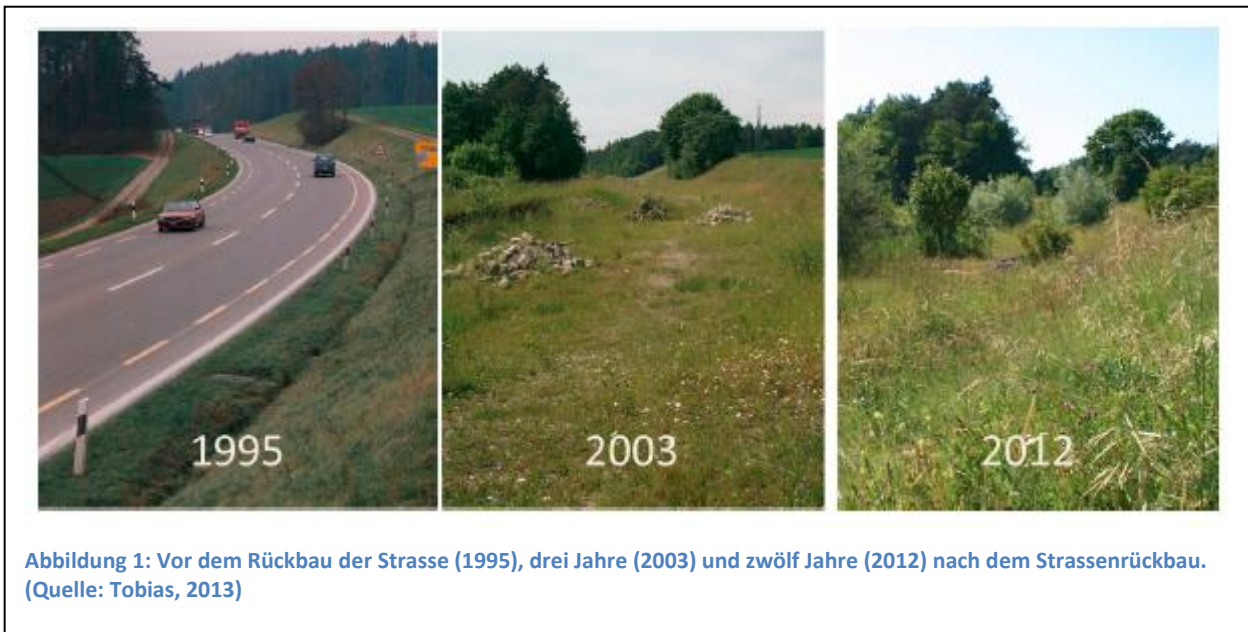 1995
2003
2012
Abbildung 1: Vor dem Rückbau der Strasse (1995), drei Jahre (2003) und zwölf Jahre (2012) nach dem Strassenrückbau.
(Quelle: Tobias, 2013)